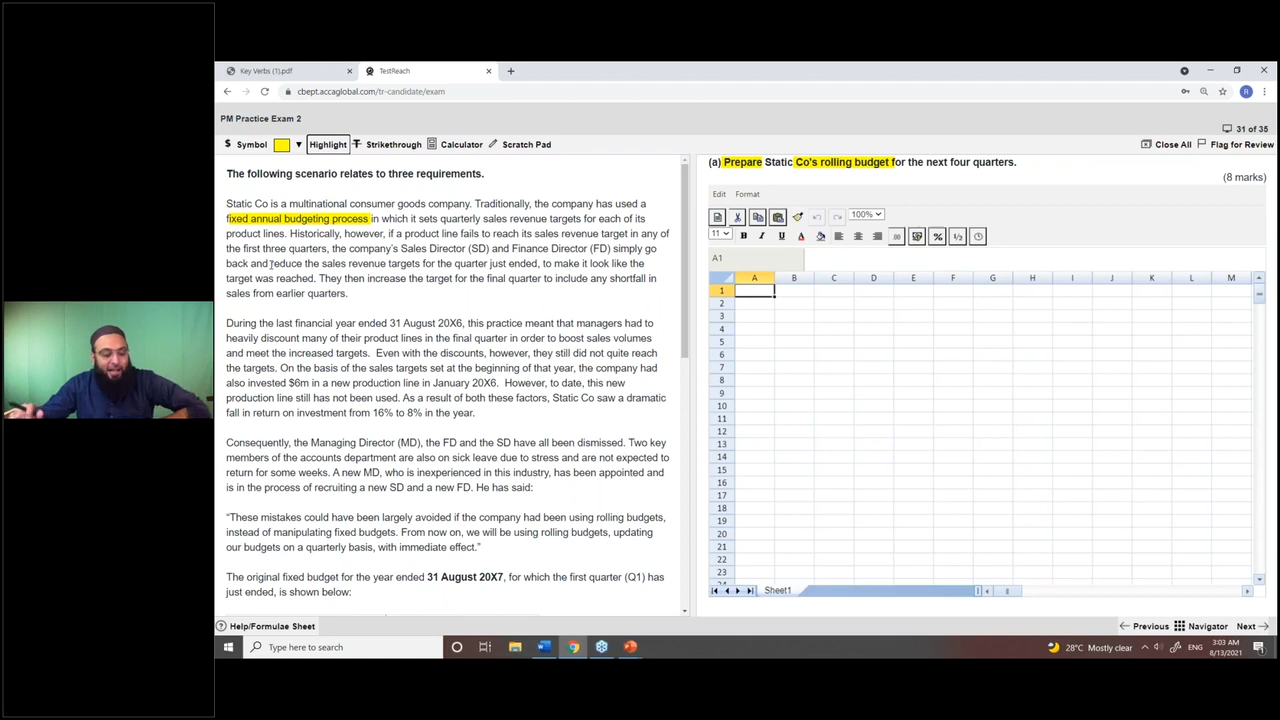 Key Verbs (1).pdf
TestReach
cbept.accaglobal.com/tr-candidate/exam
R
PM Practice Exam 2
31 of 35
$ Symbol Highlight Strikethrough Calculator Scratch Pad
Close All Flag for Review
The following scenario relates to three requirements.
Static Co is a multinational consumer goods company. Traditionally, the company has used a
fixed annual budgeting process in which it sets quarterly sales revenue targets for each of its
product lines. Historically, however, if a product line fails to reach its sales revenue target in any of
the first three quarters, the company's Sales Director (SD) and Finance Director (FD) simply go
back and reduce the sales revenue targets for the quarter just ended, to make it look like the
target was reached. They then increase the target for the final quarter to include any shortfall in
sales from earlier quarters.
During the last financial year ended 31 August 20X6, this practice meant that managers had to
heavily discount many of their product lines in the final quarter in order to boost sales volumes
and meet the increased targets. Even with the discounts, however, they still did not quite reach
the targets. On the basis of the sales targets set at the beginning of that year, the company had
also invested $6m in a new production line in January 20X6. However, to date, this new
production line still has not been used. As a result of both these factors, Static Co saw a dramatic
fall in return on investment from 16% to 8% in the year.
Consequently, the Managing Director (MD), the FD and the SD have all been dismissed. Two key
members of the accounts department are also on sick leave due to stress and are not expected to
return for some weeks. A new MD, who is inexperienced in this industry, has been appointed and
is in the process of recruiting a new SD and a new FD. He has said:
“These mistakes could have been largely avoided if the company had been using rolling budgets,
instead of manipulating fixed budgets. From now on, we will be using rolling budgets, updating
our budgets on a quarterly basis, with immediate effect.”
The original fixed budget for the year ended 31 August 20X7, for which the first quarter (Q1) has
just ended, is shown below:
(a) Prepare Static Co's rolling budget for the next four quarters.
(8 marks)
Edit Format
100%
11 B I U A % ½
A1
A B C D E F G H I J K L M
1
2
3
4
5
6
7
8
9
10
11
12
13
14
15
16
17
18
19
20
21
22
23
Sheet1
Help/Formulae Sheet
Previous Navigator Next
Type here to search
28°C Mostly clear ENG
3:03 AM
8/13/2021